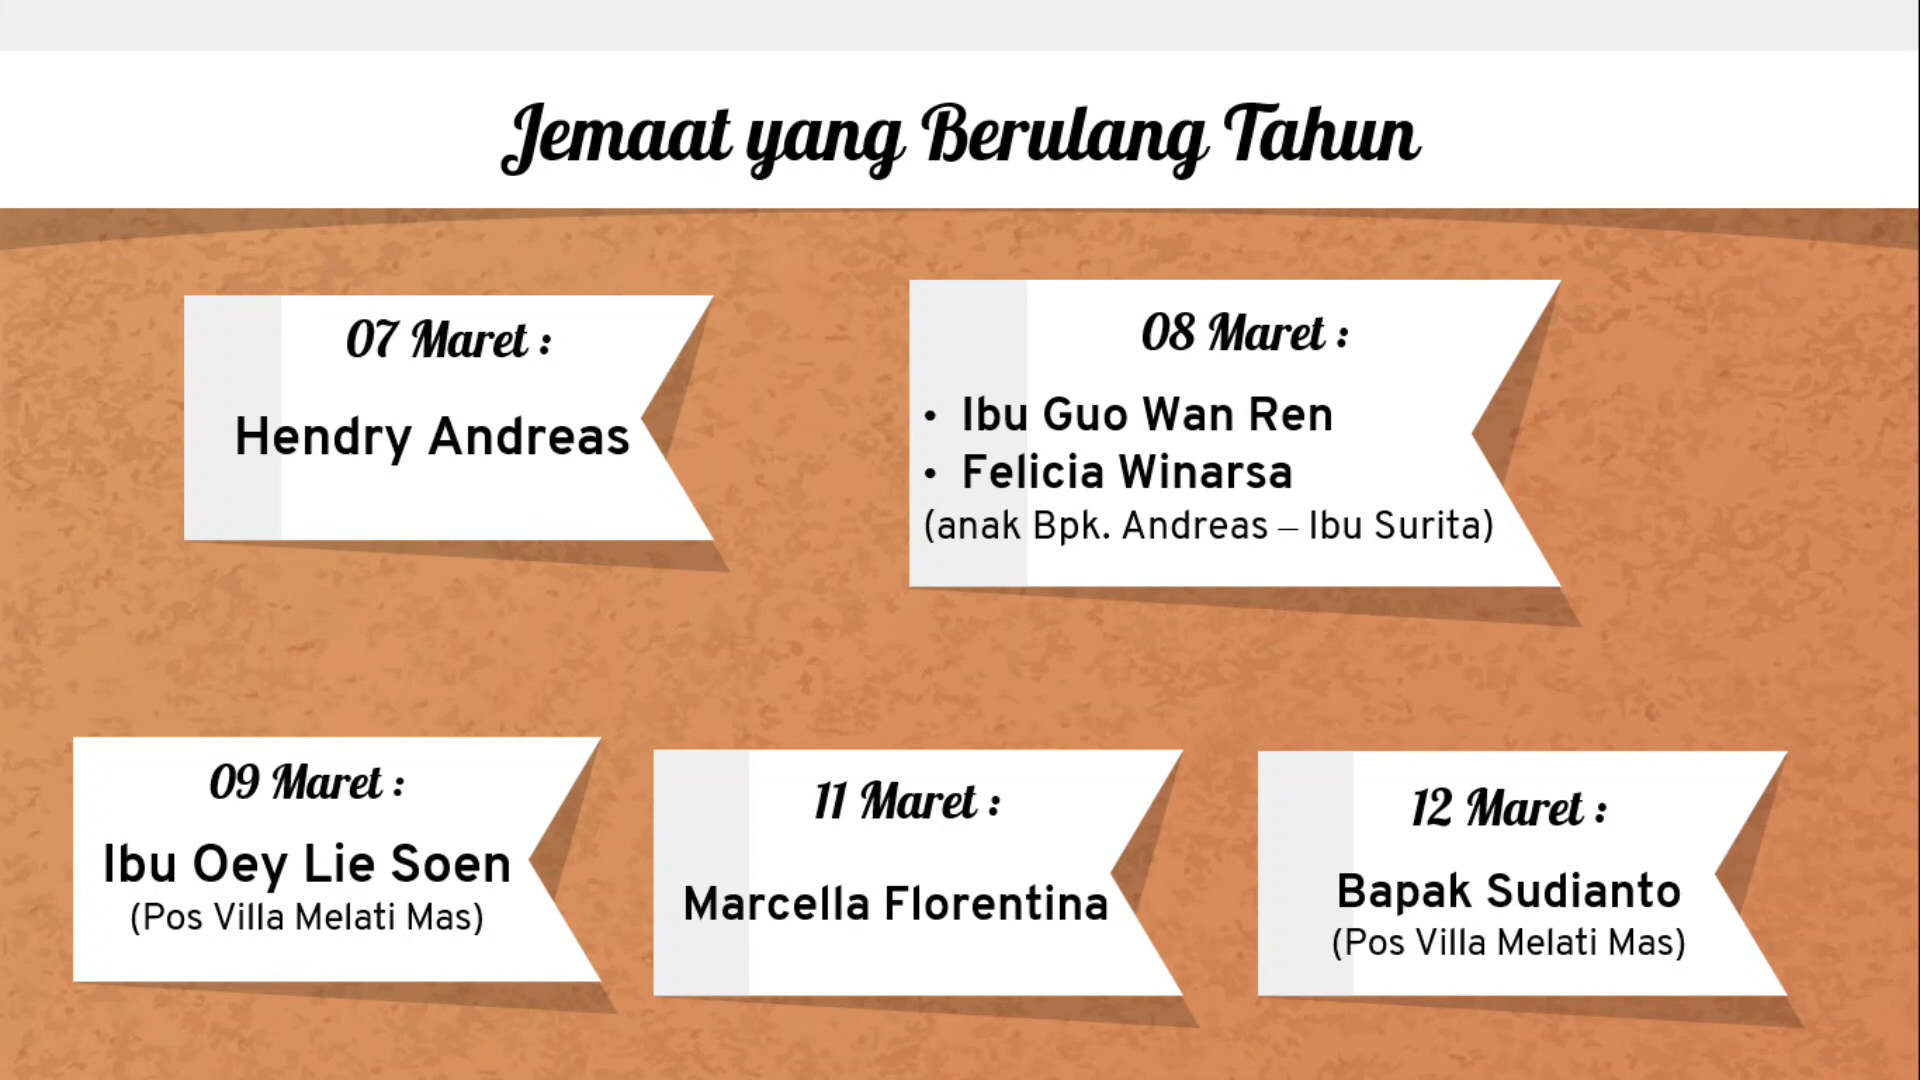 Jemaat yang Berulang Tahun
07 Maret :
Hendry Andreas
08 Maret :
• Ibu Guo Wan Ren
• Felicia Winarsa
(anak Bpk. Andreas – Ibu Surita)
09 Maret :
Ibu Oey Lie Soen
(Pos Villa Melati Mas)
11 Maret :
Marcella Florentina
12 Maret :
Bapak Sudianto
(Pos Villa Melati Mas)